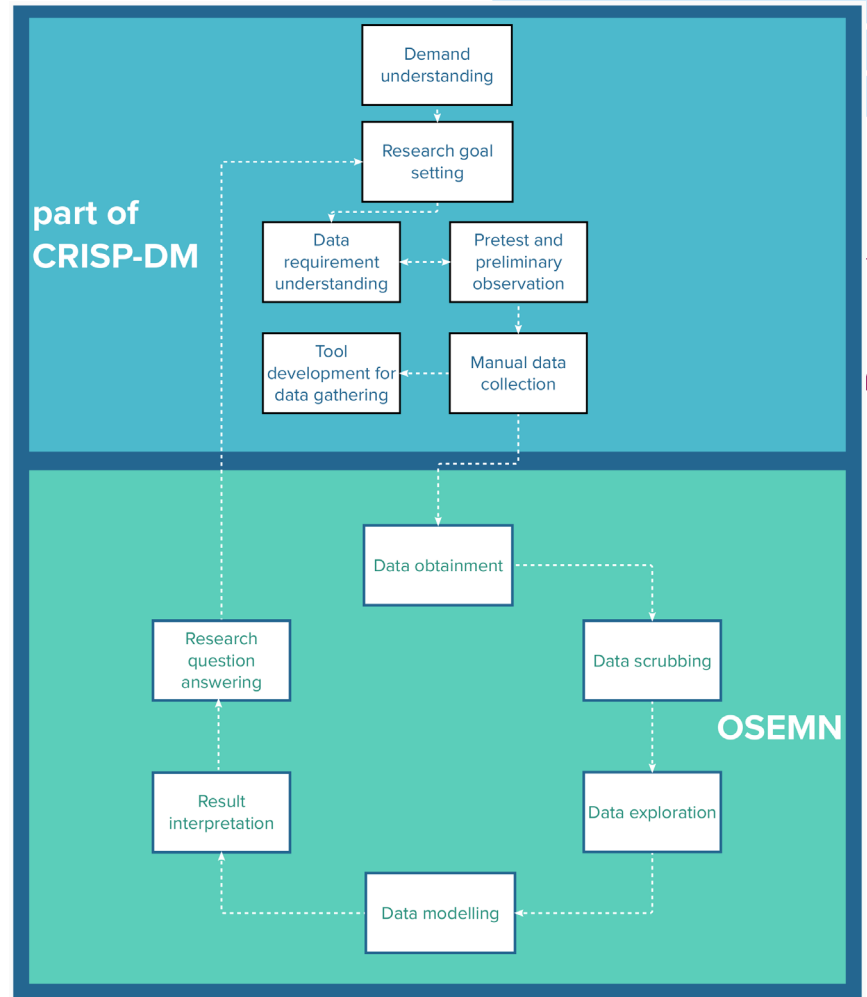 Demand
understanding
Research goal
setting
part of
CRISP-DM
Data
requirement
understanding
Pretest and
preliminary
observation
Tool
development for
data gathering
Manual data
collection
Data obtainment
Research
question
answering
Data scrubbing
OSEMN
Result
interpretation
Data exploration
Data modelling